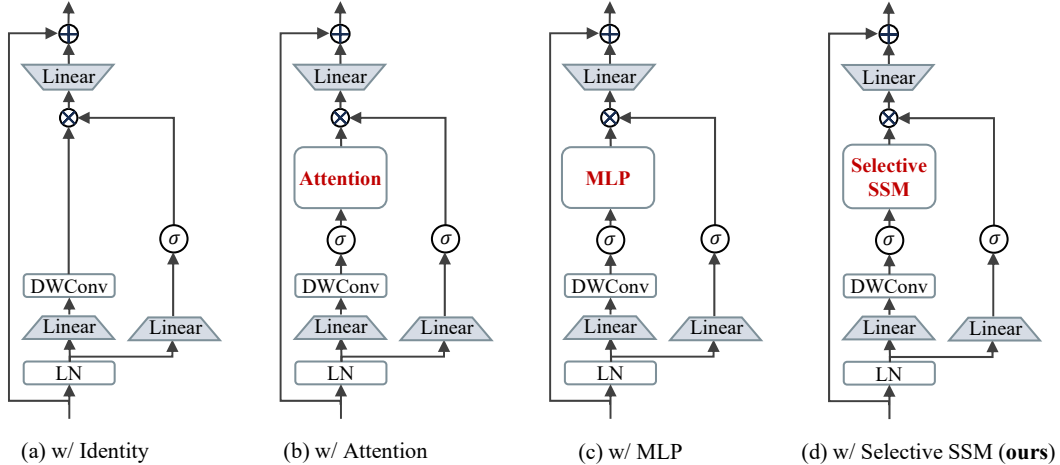 Linear
σ
DWConv
Linear
Linear
LN
(a) w/ Identity
Linear
Attention
σ
σ
DWConv
Linear
Linear
LN
(b) w/ Attention
Linear
MLP
σ
σ
DWConv
Linear
Linear
LN
(c) w/ MLP
Linear
Selective
SSM
σ
σ
DWConv
Linear
Linear
LN
(d) w/ Selective SSM (ours)